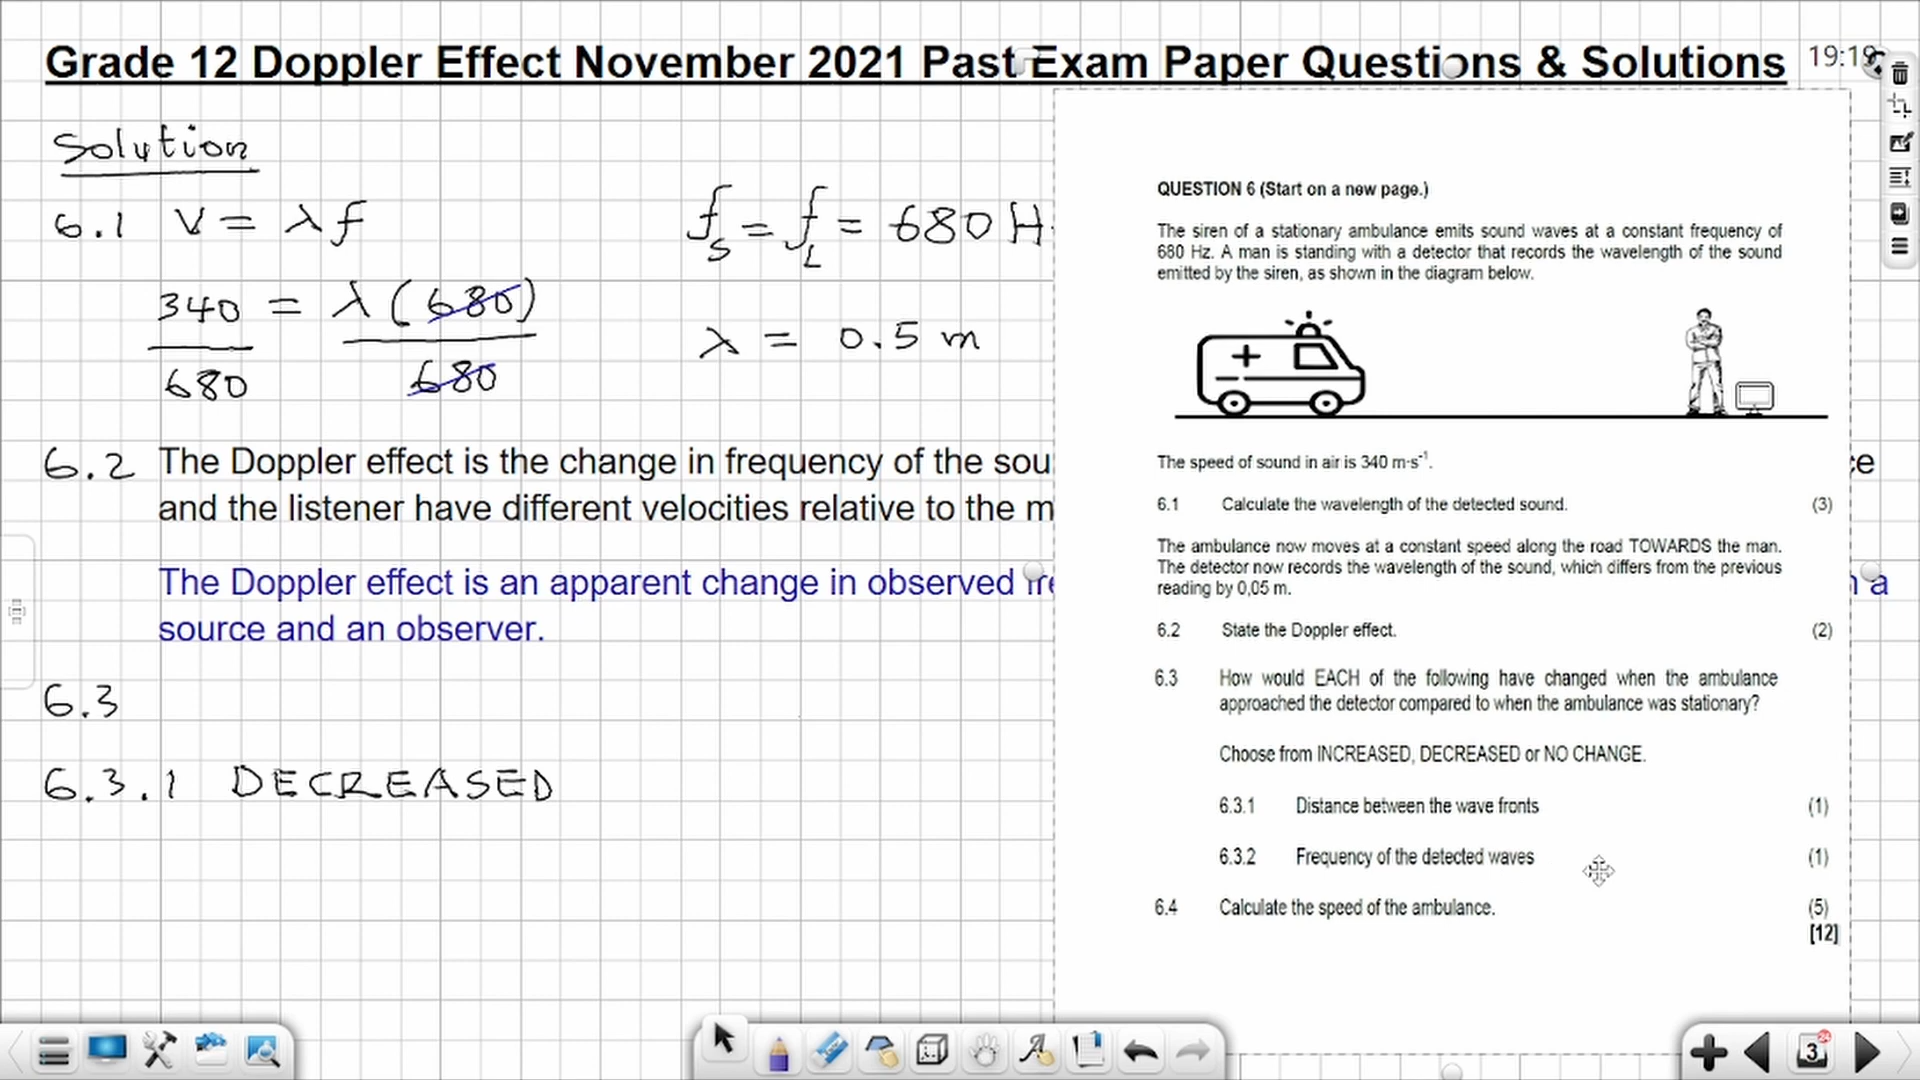 Grade 12 Doppler Effect November 2021 Past Exam Paper Questions & Solutions
19:19
Solution
6.1 V = λf
f_S = f_L = 680 H
340 = λ(680)
680 680
λ = 0.5 m
6.2 The Doppler effect is the change in frequency of the sou
ce
and the listener have different velocities relative to the m
The Doppler effect is an apparent change in observed fre
n a
source and an observer.
6.3
6.3.1 DECREASED
QUESTION 6 (Start on a new page.)
The siren of a stationary ambulance emits sound waves at a constant frequency of
680 Hz. A man is standing with a detector that records the wavelength of the sound
emitted by the siren, as shown in the diagram below.
The speed of sound in air is 340 m·s⁻¹.
6.1 Calculate the wavelength of the detected sound. (3)
The ambulance now moves at a constant speed along the road TOWARDS the man.
The detector now records the wavelength of the sound, which differs from the previous
reading by 0,05 m.
6.2 State the Doppler effect. (2)
6.3 How would EACH of the following have changed when the ambulance
approached the detector compared to when the ambulance was stationary?
Choose from INCREASED, DECREASED or NO CHANGE.
6.3.1 Distance between the wave fronts (1)
6.3.2 Frequency of the detected waves (1)
6.4 Calculate the speed of the ambulance. (5)
[12]
3
24